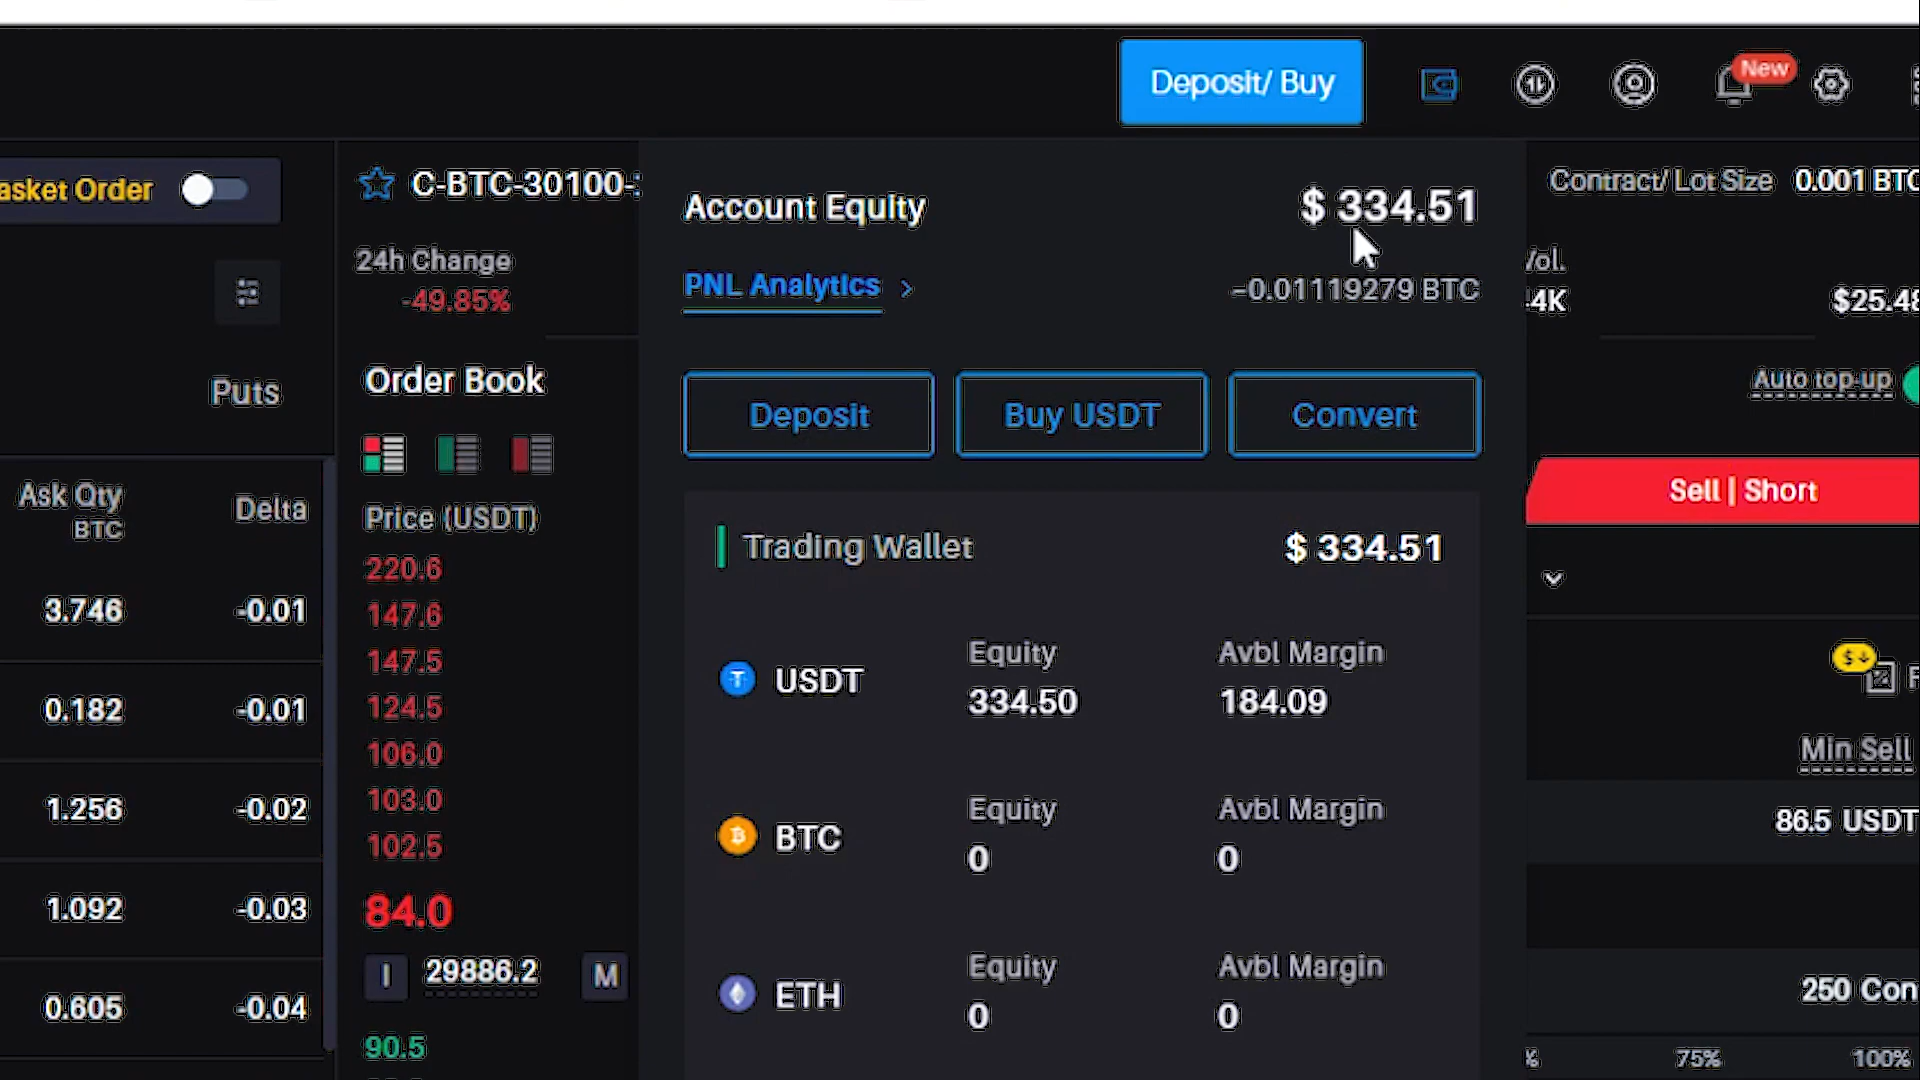 Deposit/ Buy
New
asket Order
C-BTC-30100-
24h Change
-49.85%
Puts
Ask Qty
BTC
Delta
3.746
-0.01
0.182
-0.01
1.256
-0.02
1.092
-0.03
0.605
-0.04
Order Book
Price (USDT)
220.6
147.6
147.5
124.5
106.0
103.0
102.5
84.0
I
29886.2
M
90.5
Account Equity
$ 334.51
PNL Analytics >
~0.01119279 BTC
Deposit
Buy USDT
Convert
Trading Wallet
$ 334.51
USDT
Equity
334.50
Avbl Margin
184.09
BTC
Equity
0
Avbl Margin
0
ETH
Equity
0
Avbl Margin
0
Contract/ Lot Size
0.001 BTC
Vol.
4K
$25.48
Auto top-up
Sell | Short
Min Sell
86.5 USDT
250 Con
%
75%
100%